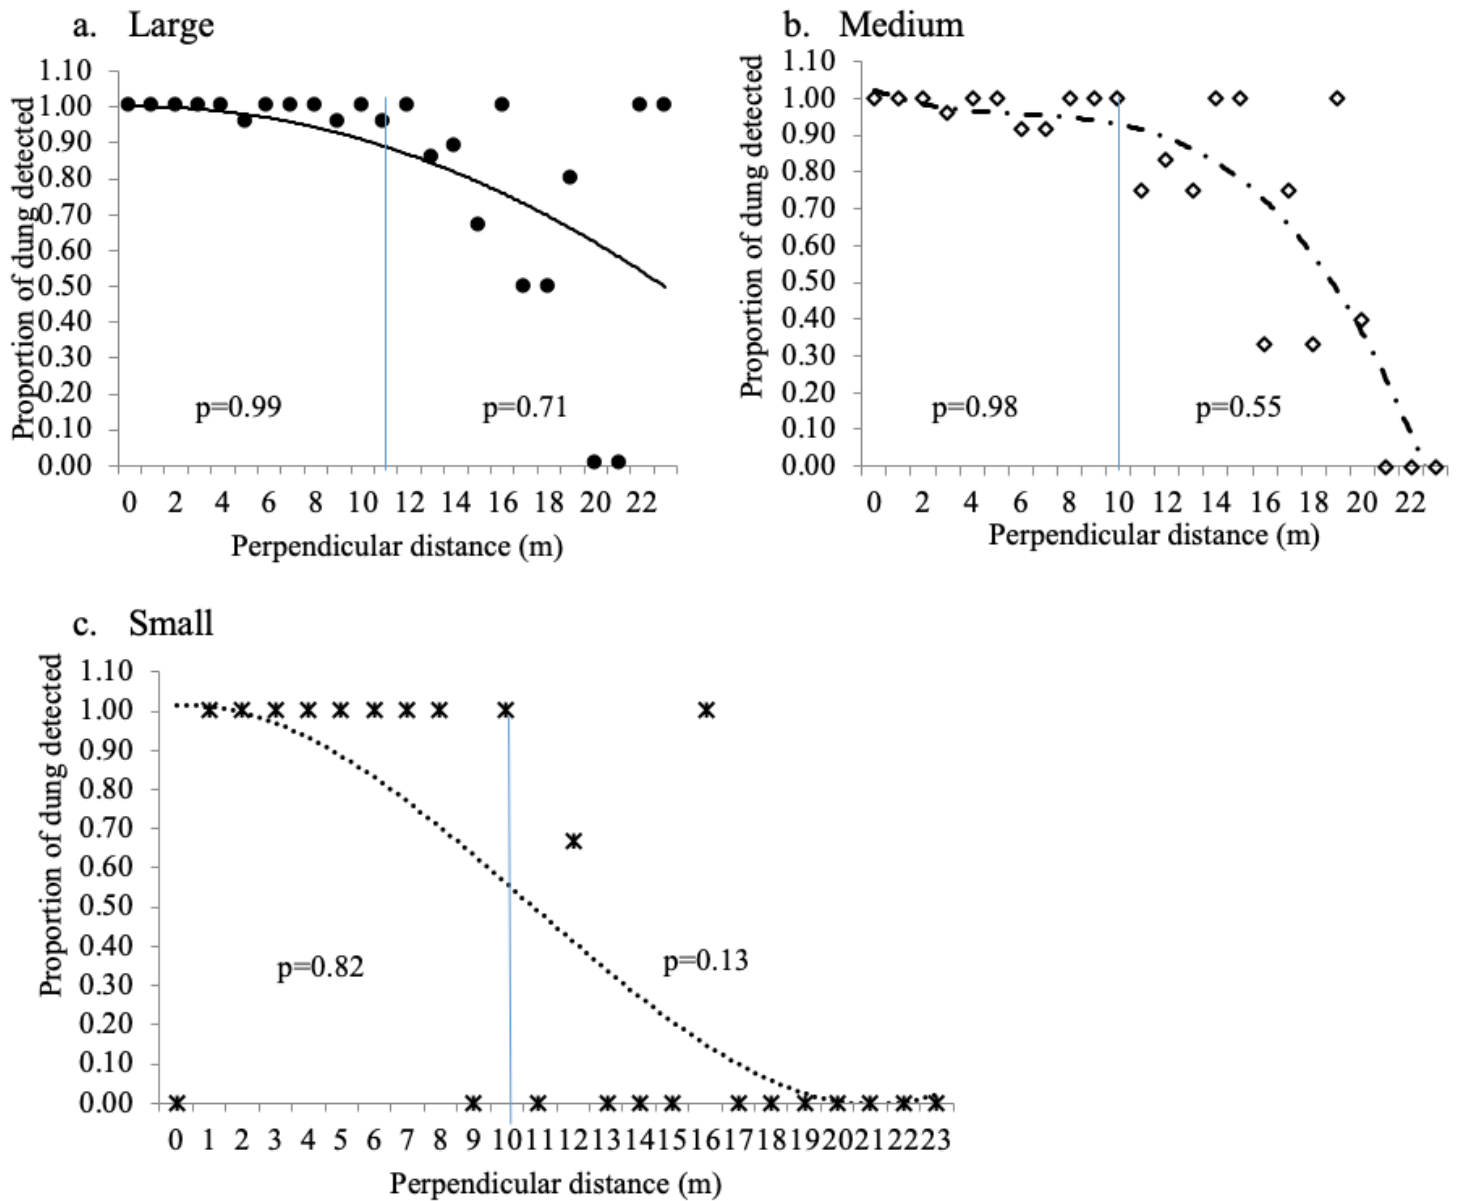 a. Large
Proportion of dung detected
1.10
1.00
0.90
0.80
0.70
0.60
0.50
0.40
0.30
0.20
0.10
0.00
p=0.99 p=0.71
0 2 4 6 8 10 12 14 16 18 20 22
Perpendicular distance (m)
b. Medium
Proportion of dung detected
1.10
1.00
0.90
0.80
0.70
0.60
0.50
0.40
0.30
0.20
0.10
0.00
p=0.98 p=0.55
0 2 4 6 8 10 12 14 16 18 20 22
Perpendicular distance (m)
c. Small
Proportion of dung detected
1.10
1.00
0.90
0.80
0.70
0.60
0.50
0.40
0.30
0.20
0.10
0.00
p=0.82 p=0.13
0 1 2 3 4 5 6 7 8 9 10 11 12 13 14 15 16 17 18 19 20 21 22 23
Perpendicular distance (m)